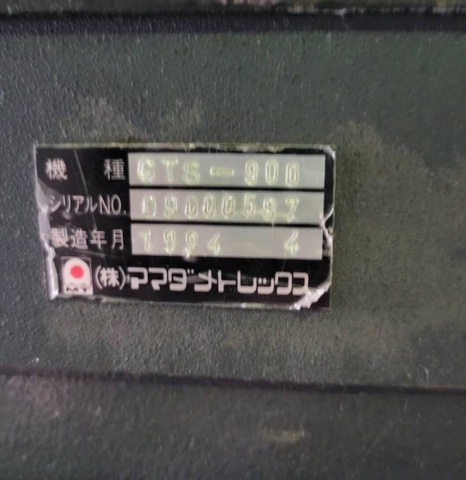 機 種 CTS-900
シリアルNO. 09000567
製造年月 1994 4
(株)アマダメトレックス